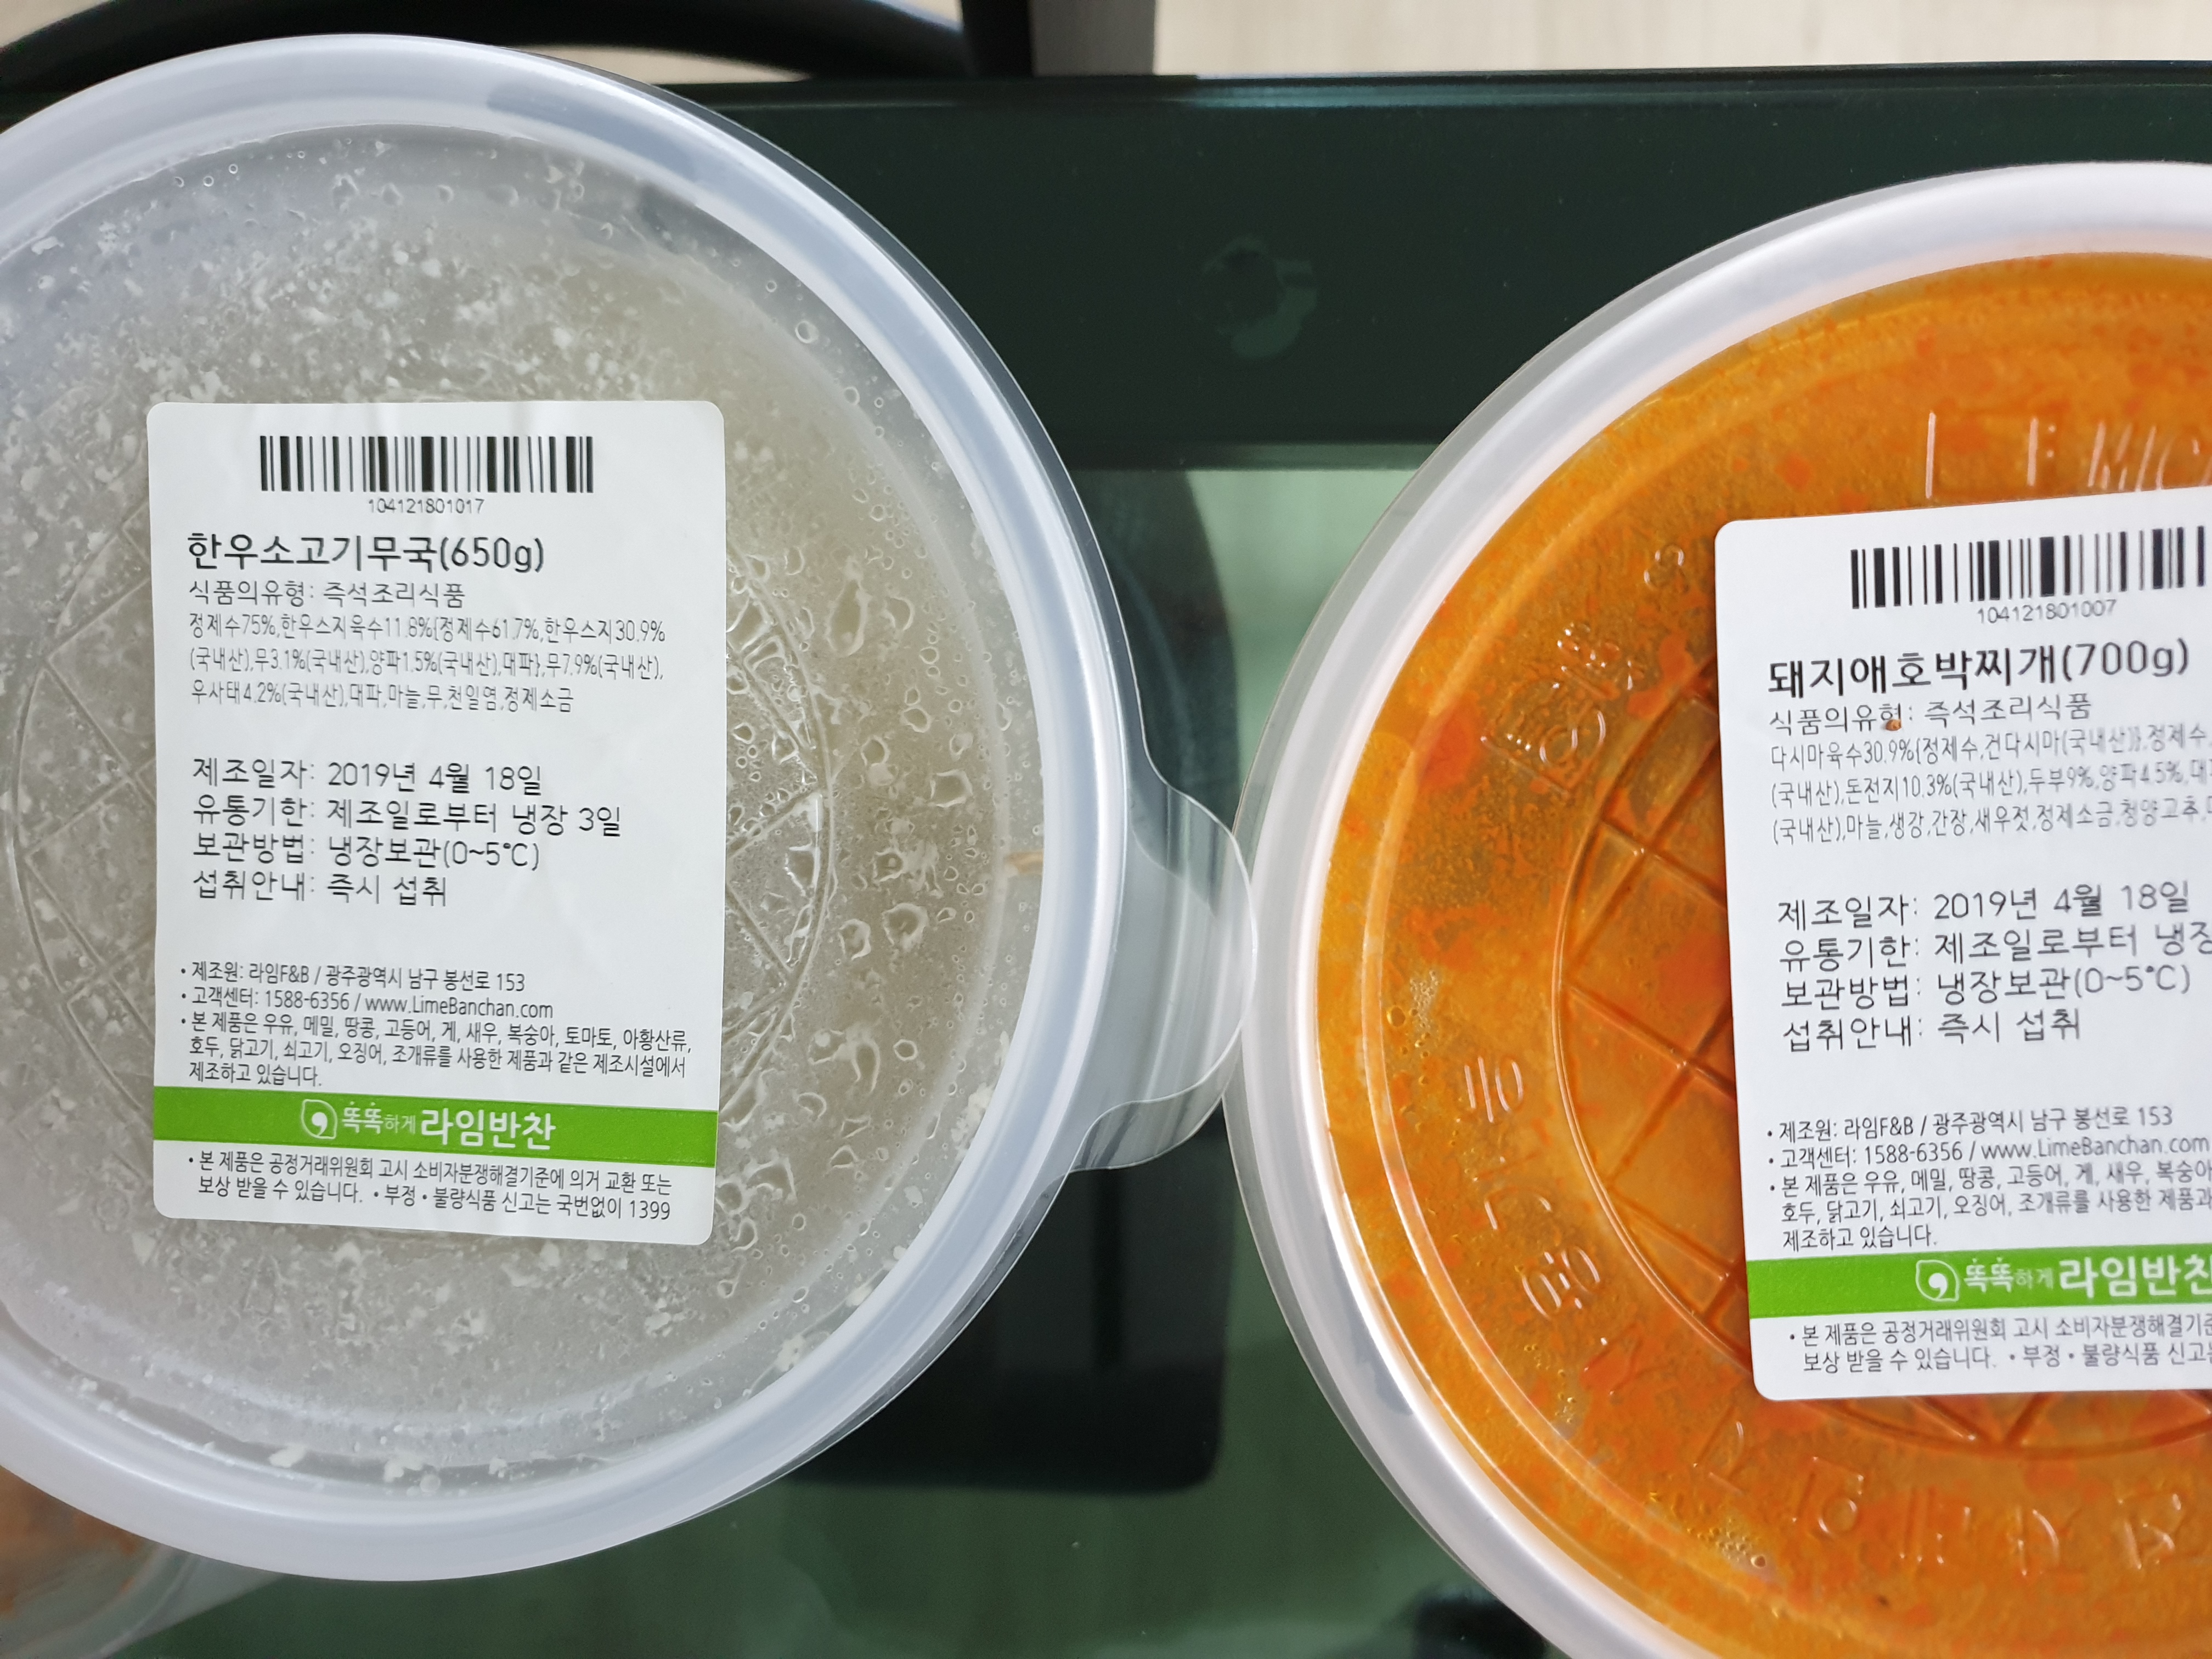 104121801017
한우소고기무국(650g)
식품의유형: 즉석조리식품
정제수75%,한우스지육수11.8%{정제수61.7%,한우스지30.9%
(국내산),무3.1%(국내산),양파1.5%(국내산),대파},무7.9%(국내산),
우사태4.2%(국내산),대파,마늘,무,천일염,정제소금
제조일자: 2019년 4월 18일
유통기한: 제조일로부터 냉장 3일
보관방법: 냉장보관(0~5°C)
섭취안내: 즉시 섭취
• 제조원: 라임F&B / 광주광역시 남구 봉선로 153
• 고객센터: 1588-6356 / www.LimeBanchan.com
• 본 제품은 우유, 메밀, 땅콩, 고등어, 게, 새우, 복숭아, 토마토, 아황산류,
호두, 닭고기, 쇠고기, 오징어, 조개류를 사용한 제품과 같은 제조시설에서
제조하고 있습니다.
똑똑하게 라임반찬
• 본 제품은 공정거래위원회 고시 소비자분쟁해결기준에 의거 교환 또는
보상 받을 수 있습니다. • 부정 • 불량식품 신고는 국번없이 1399
104121801007
돼지애호박찌개(700g)
식품의유형: 즉석조리식품
다시마육수30.9%{정제수,건다시마(국내산)},정제수,
(국내산),돈전지10.3%(국내산),두부9%,양파4.5%,
(국내산),마늘,생강,간장,새우젓,정제소금,청양고추,
제조일자: 2019년 4월 18일
유통기한: 제조일로부터 냉장
보관방법: 냉장보관(0~5°C)
섭취안내: 즉시 섭취
• 제조원: 라임F&B / 광주광역시 남구 봉선로 153
• 고객센터: 1588-6356 / www.LimeBanchan.com
• 본 제품은 우유, 메밀, 땅콩, 고등어, 게, 새우, 복숭아
호두, 닭고기, 쇠고기, 오징어, 조개류를 사용한 제품과
제조하고 있습니다.
똑똑하게 라임반찬
• 본 제품은 공정거래위원회 고시 소비자분쟁해결기준
보상 받을 수 있습니다. • 부정 • 불량식품 신고는